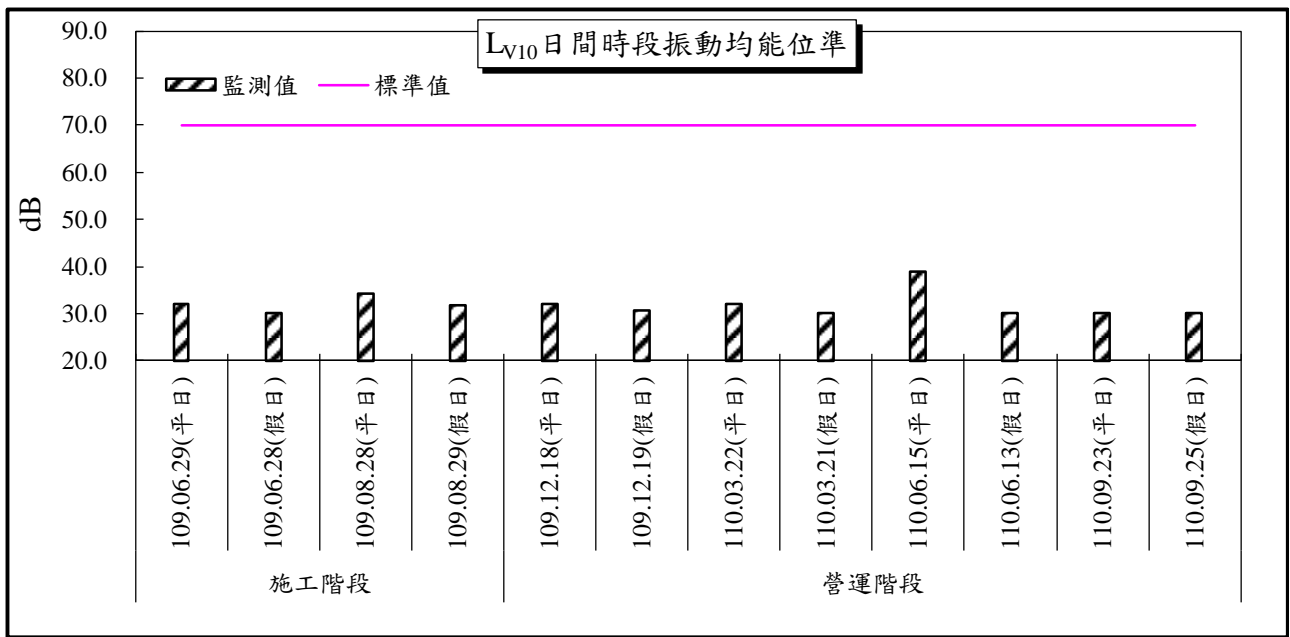 L_V10日間時段振動均能位準
監測值
標準值
dB
90.0
80.0
70.0
60.0
50.0
40.0
30.0
20.0
109.06.29(平日)
109.06.28(假日)
109.08.28(平日)
109.08.29(假日)
109.12.18(平日)
109.12.19(假日)
110.03.22(平日)
110.03.21(假日)
110.06.15(平日)
110.06.13(假日)
110.09.23(平日)
110.09.25(假日)
施工階段
營運階段